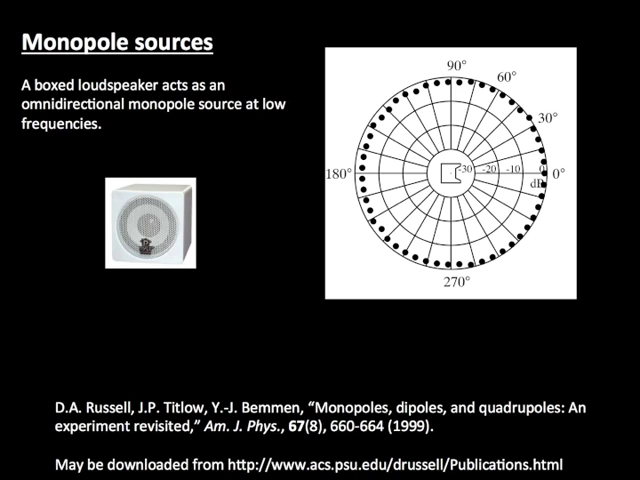 Monopole sources
A boxed loudspeaker acts as an
omnidirectional monopole source at low
frequencies.
90°
60°
30°
180°
-30 -20 -10 0
0°
dB
270°
D.A. Russell, J.P. Titlow, Y.-J. Bemmen, “Monopoles, dipoles, and quadrupoles: An
experiment revisited,” Am. J. Phys., 67(8), 660-664 (1999).
May be downloaded from http://www.acs.psu.edu/drussell/Publications.html